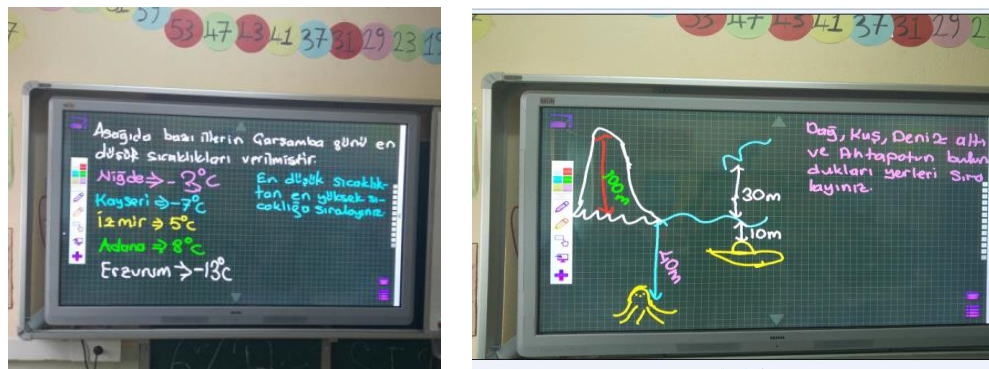 53 47 43 41 37 31 29 23 19
Aşağıda bazı illerin Çarşamba günü en
düşük sıcaklıkları verilmiştir.
Niğde ⇒ -3°C
Kayseri ⇒ -7°C
İzmir ⇒ 5°C
Adana ⇒ 8°C
Erzurum ⇒ -13°C
En düşük sıcaklık-
tan en yüksek sı-
caklığa sıralayınız.
53 47 43 41 37 31 29 2
Dağ, Kuş, Deniz altı
ve Ahtapotun bulun
dukları yerleri sıra
layınız.
100m
30m
10m
40m